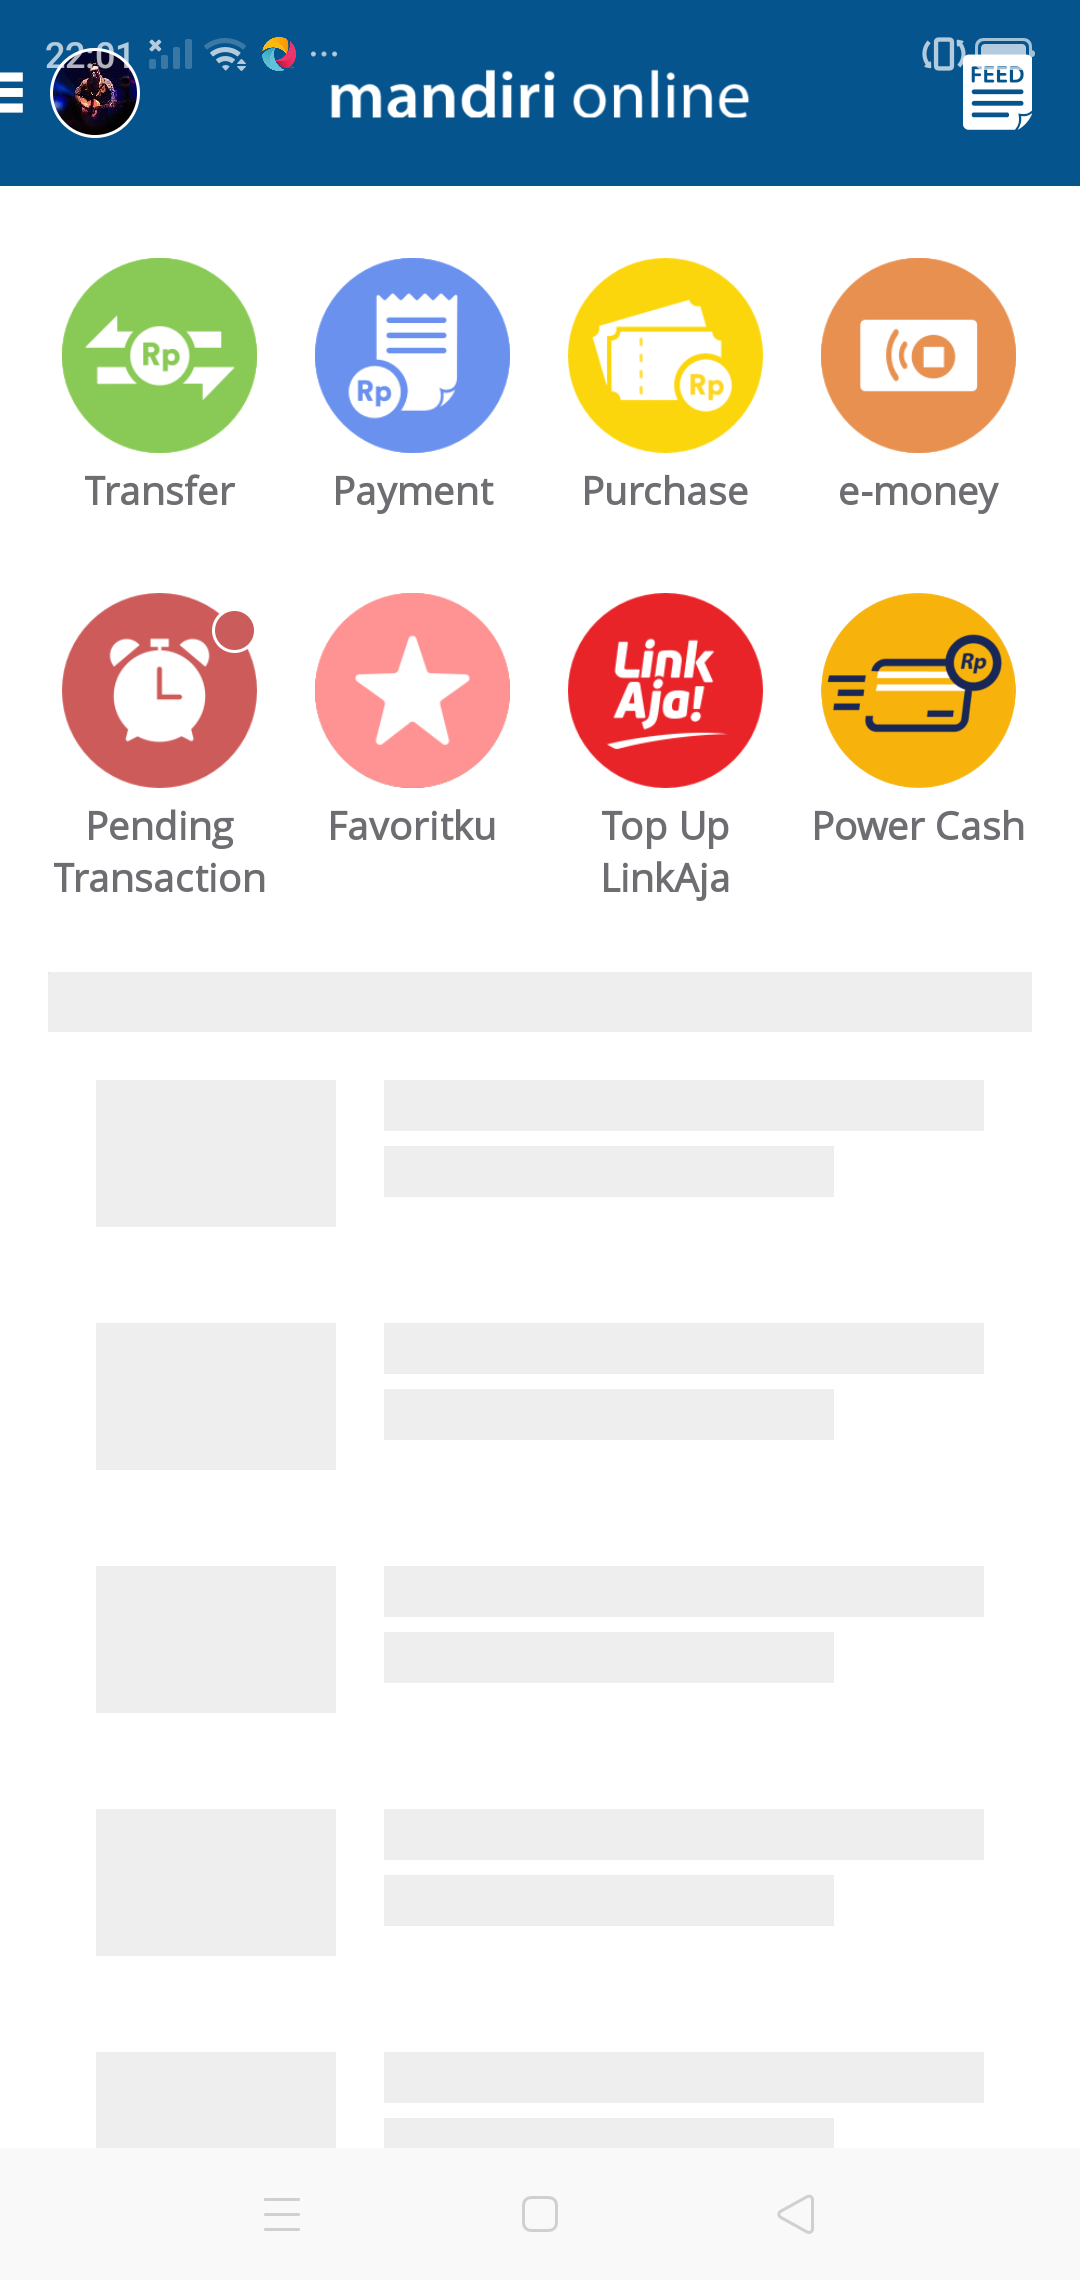 22:01
mandiri online
FEED
Rp
Rp
Rp
Transfer
Payment
Purchase
e-money
Link
Aja!
Rp
Pending
Transaction
Favoritku
Top Up
LinkAja
Power Cash